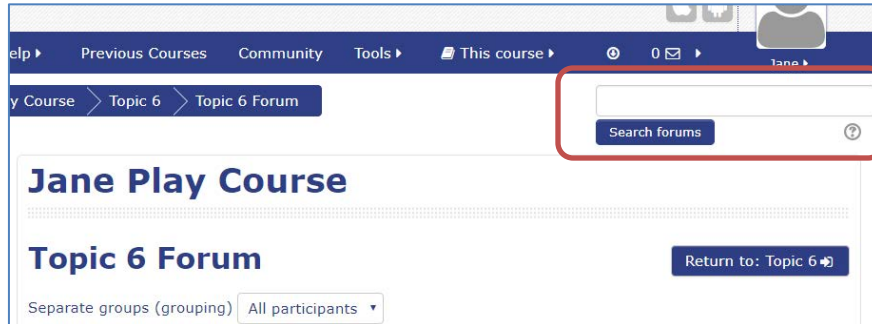 elp
Previous Courses
Community
Tools
This course
0
Jane
y Course
Topic 6
Topic 6 Forum
Search forums
?
Jane Play Course
Topic 6 Forum
Return to: Topic 6
Separate groups (grouping) All participants